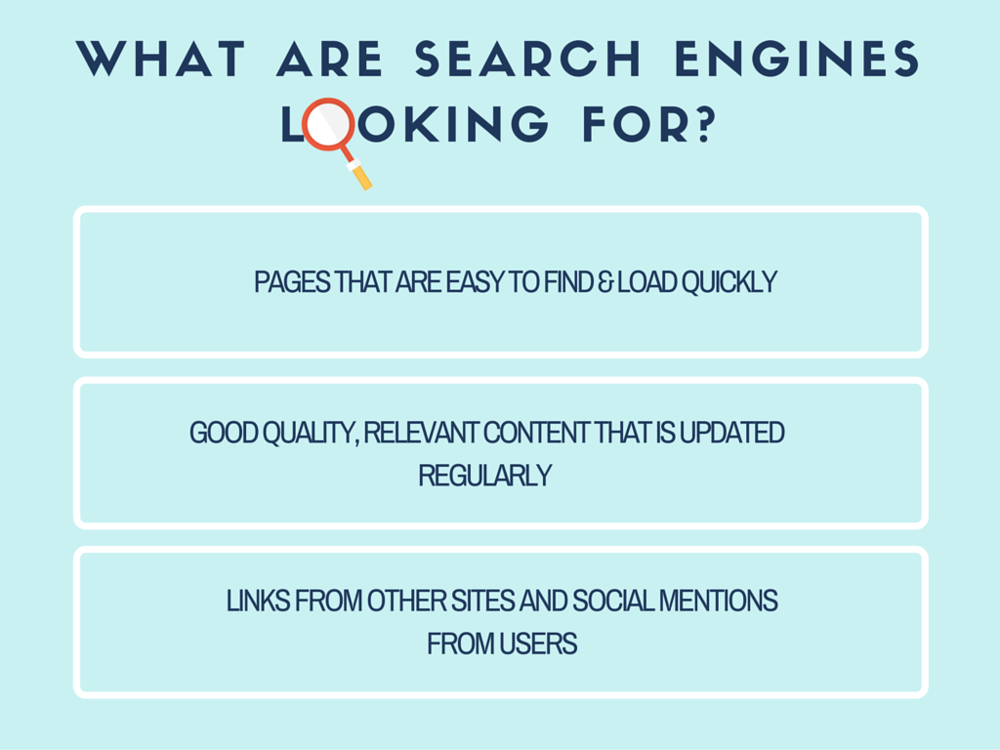 WHAT ARE SEARCH ENGINES
LOOKING FOR?
PAGES THAT ARE EASY TO FIND & LOAD QUICKLY
GOOD QUALITY, RELEVANT CONTENT THAT IS UPDATED
REGULARLY
LINKS FROM OTHER SITES AND SOCIAL MENTIONS
FROM USERS